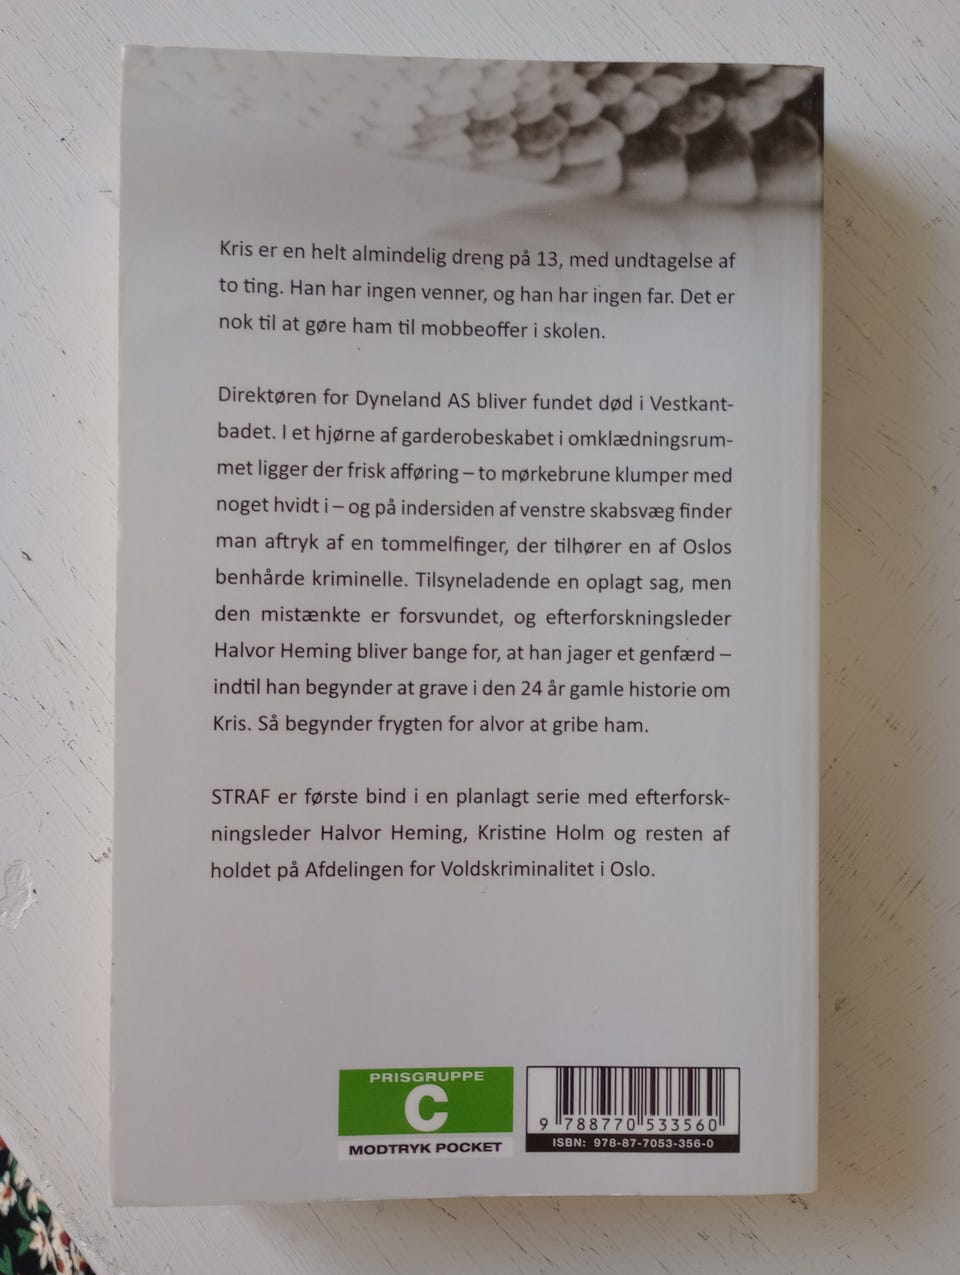 Kris er en helt almindelig dreng på 13, med undtagelse af
to ting. Han har ingen venner, og han har ingen far. Det er
nok til at gøre ham til mobbeoffer i skolen.
Direktøren for Dyneland AS bliver fundet død i Vestkant-
badet. I et hjørne af garderobeskabet i omklædningsrum-
met ligger der frisk afføring – to mørkebrune klumper med
noget hvidt i – og på indersiden af venstre skabsvæg finder
man aftryk af en tommelfinger, der tilhører en af Oslos
benhårde kriminelle. Tilsyneladende en oplagt sag, men
den mistænkte er forsvundet, og efterforskningsleder
Halvor Heming bliver bange for, at han jager et genfærd –
indtil han begynder at grave i den 24 år gamle historie om
Kris. Så begynder frygten for alvor at gribe ham.
STRAF er første bind i en planlagt serie med efterforsk-
ningsleder Halvor Heming, Kristine Holm og resten af
holdet på Afdelingen for Voldskriminalitet i Oslo.
PRISGRUPPE
C
MODTRYK POCKET
9 788770 533560
ISBN: 978-87-7053-356-0